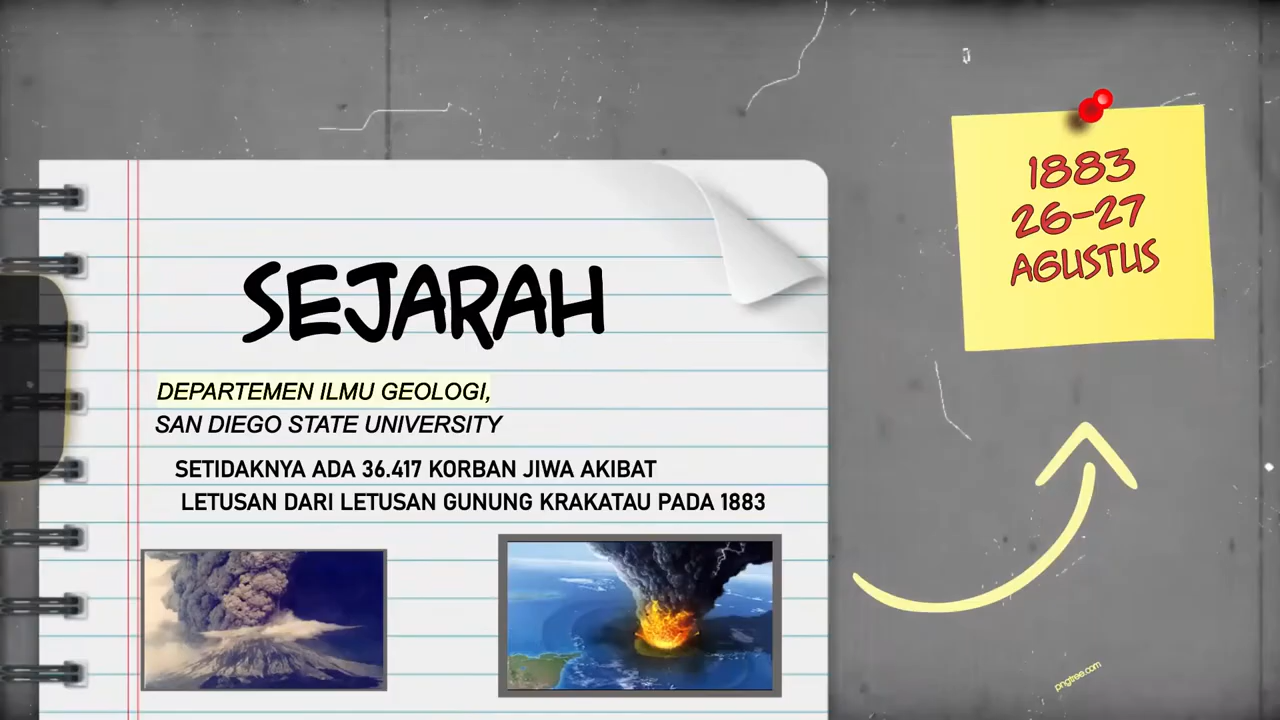 SEJARAH
DEPARTEMEN ILMU GEOLOGI,
SAN DIEGO STATE UNIVERSITY
SETIDAKNYA ADA 36.417 KORBAN JIWA AKIBAT
LETUSAN DARI LETUSAN GUNUNG KRAKATAU PADA 1883
1883
26-27
AGUSTUS
pngtree.com